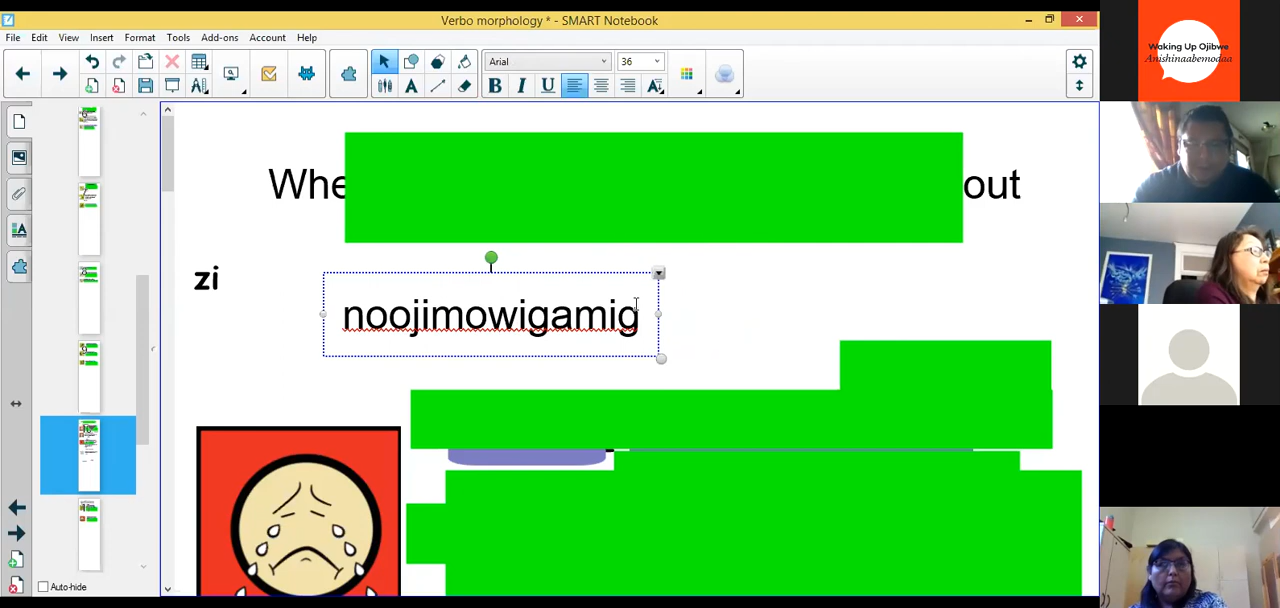 Verbo morphology * - SMART Notebook
File Edit View Insert Format Tools Add-ons Account Help
Arial 36
B I U
Whe out
zi
noojimowigamig
Auto-hide
Waking Up Ojibwe
Anishinaabemodaa